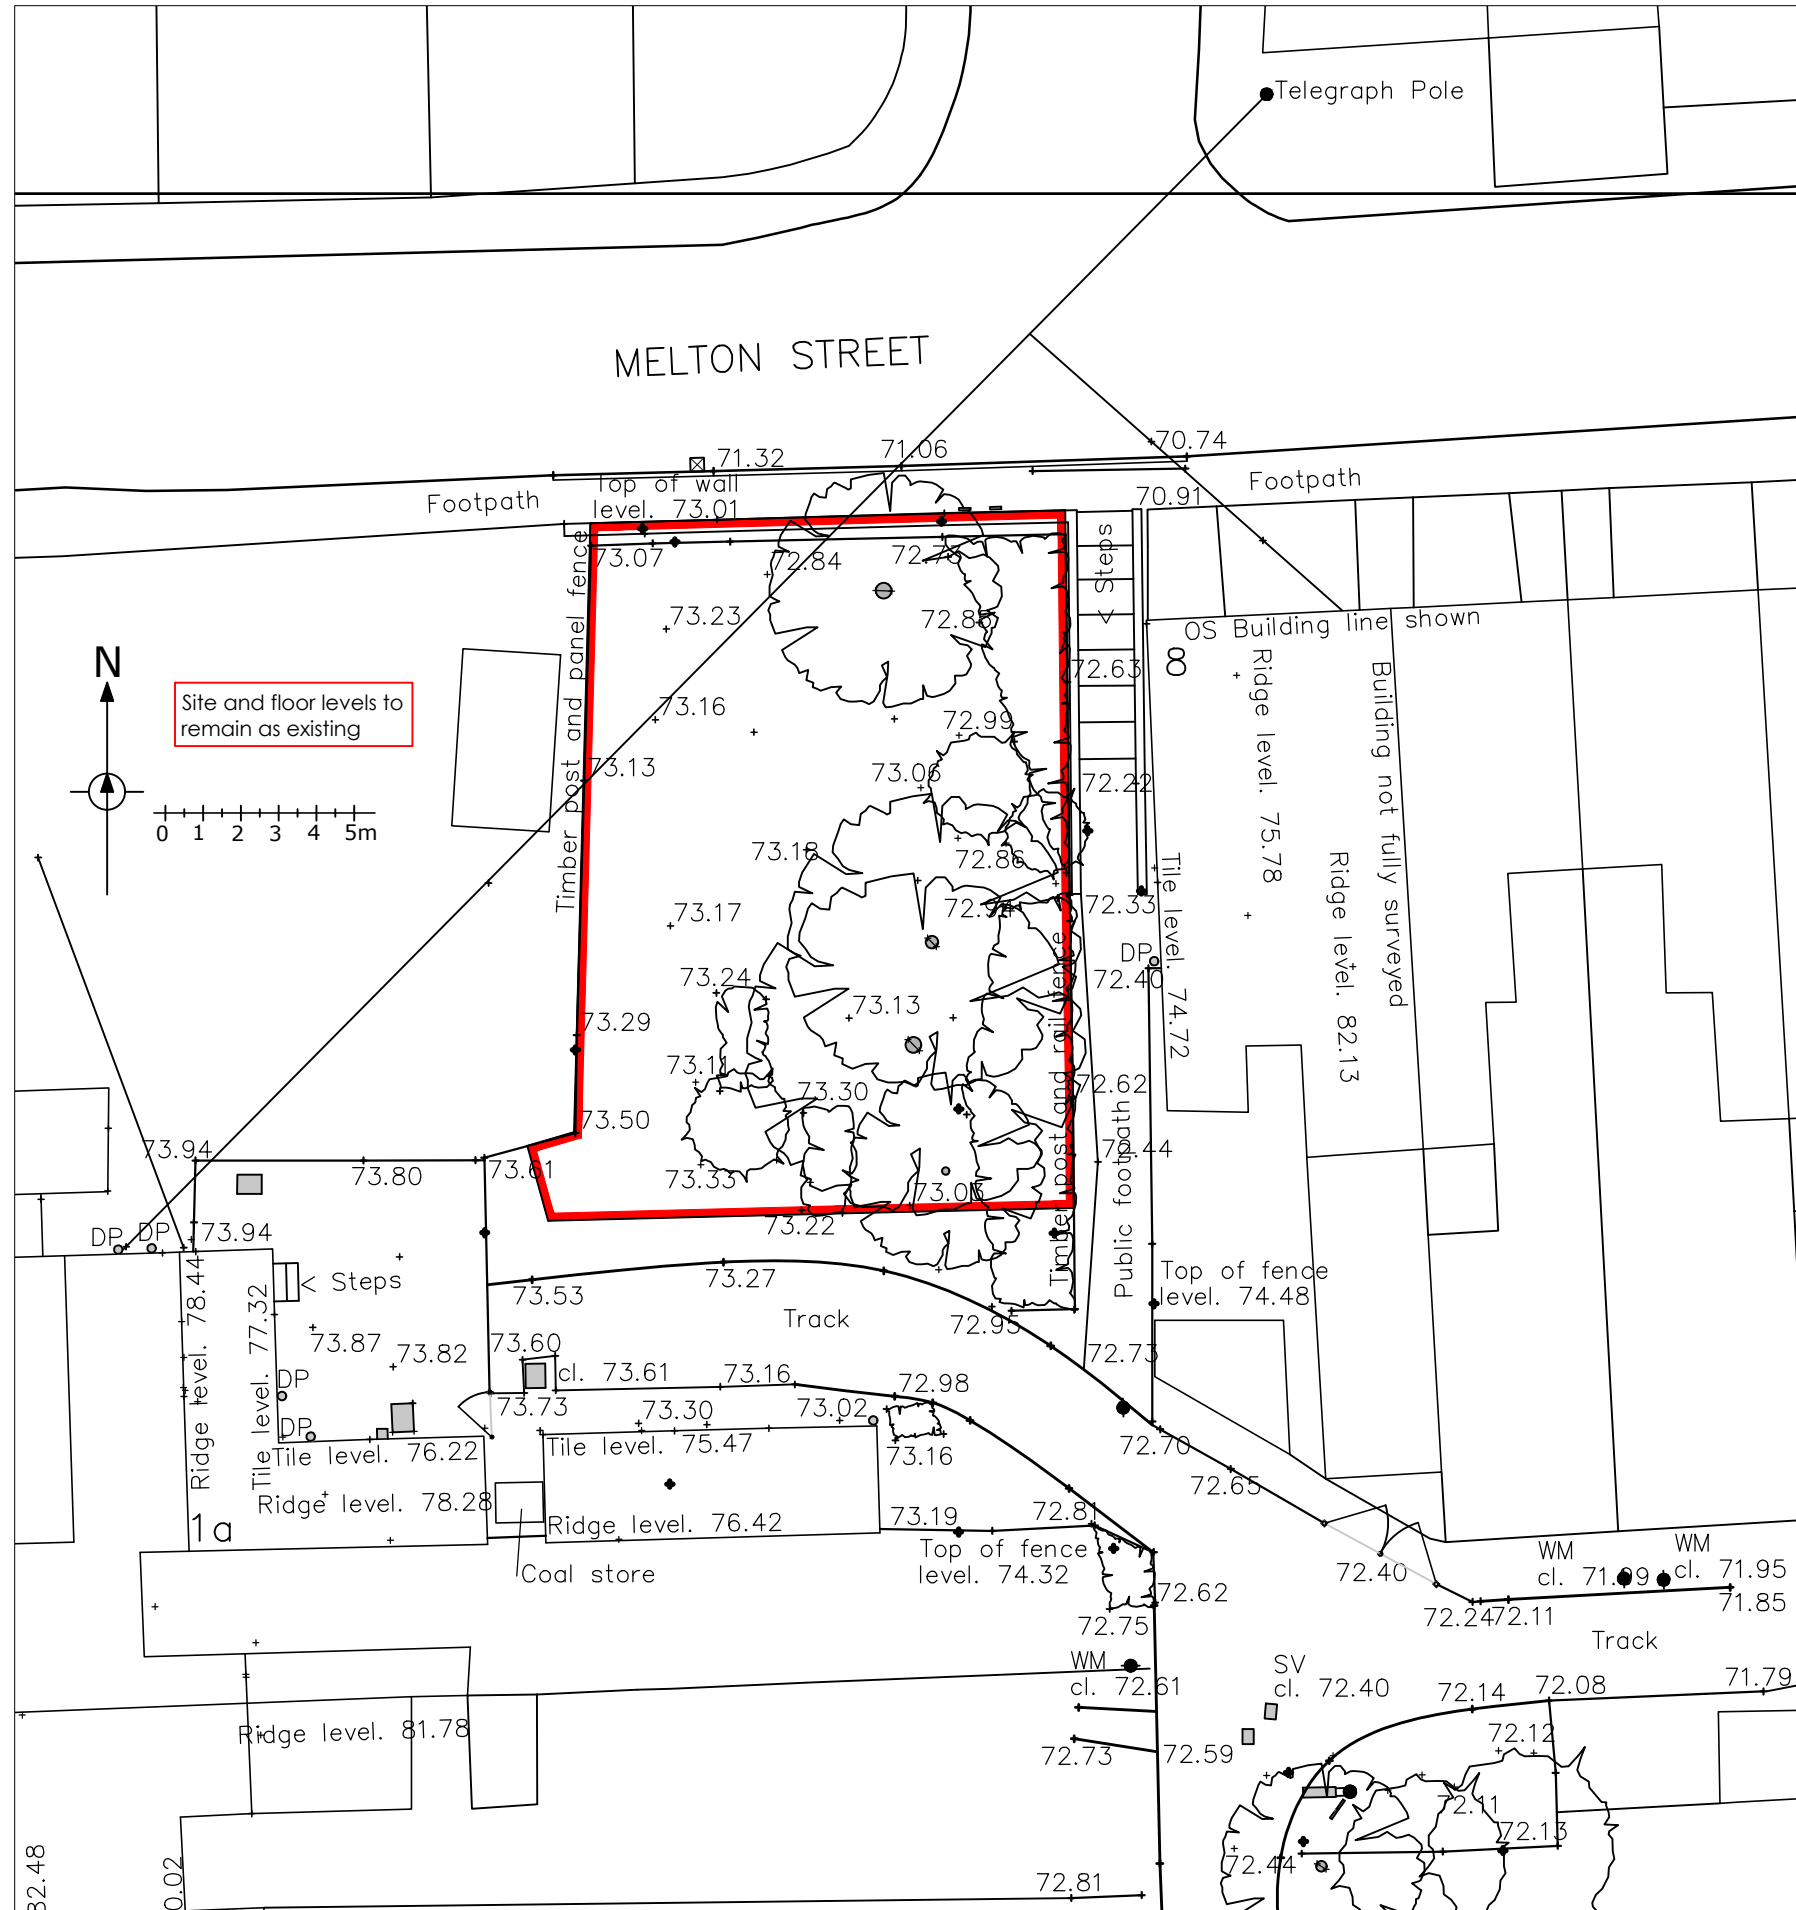 Telegraph Pole
MELTON STREET
70.74
71.06
71.32
Footpath
Top of wall
level. 73.01
Footpath
70.91
73.07
72.84
Steps
<
73.23
OS Building line shown
8
72.63
N
Site and floor levels to
remain as existing
73.16
72.99
Timber post and panel fence
73.13
73.06
72.22
0 1 2 3 4 5m
Ridge level. 75.78
Building not fully surveyed
73.18
72.86
73.17
72.33
Tile level. 74.72
Ridge level. 82.13
DP
72.40
73.24
73.13
73.29
73.11
73.30
72.62
73.50
Timber post and rail fence
Public footpath
73.94
73.80
73.61
73.33
72.44
73.03
73.22
DP
DP
73.94
< Steps
73.53
73.27
Top of fence
level. 74.48
Track
72.95
Ridge level. 78.44
Tile level. 77.32
73.87
73.82
73.60
cl. 73.61
73.16
72.73
DP
72.98
73.73
73.30
73.02
DP
Tile level. 76.22
Tile level. 75.47
73.16
72.70
72.65
Ridge level. 78.28
Ridge level. 76.42
73.19
72.81
1a
Coal store
Top of fence
level. 74.32
72.62
72.75
72.40
WM
cl. 71.99
WM
cl. 71.95
72.24
72.11
71.85
Track
WM
cl. 72.61
SV
cl. 72.40
72.14
72.08
71.79
Ridge level. 81.78
72.73
72.59
72.12
72.11
72.13
72.44
72.81